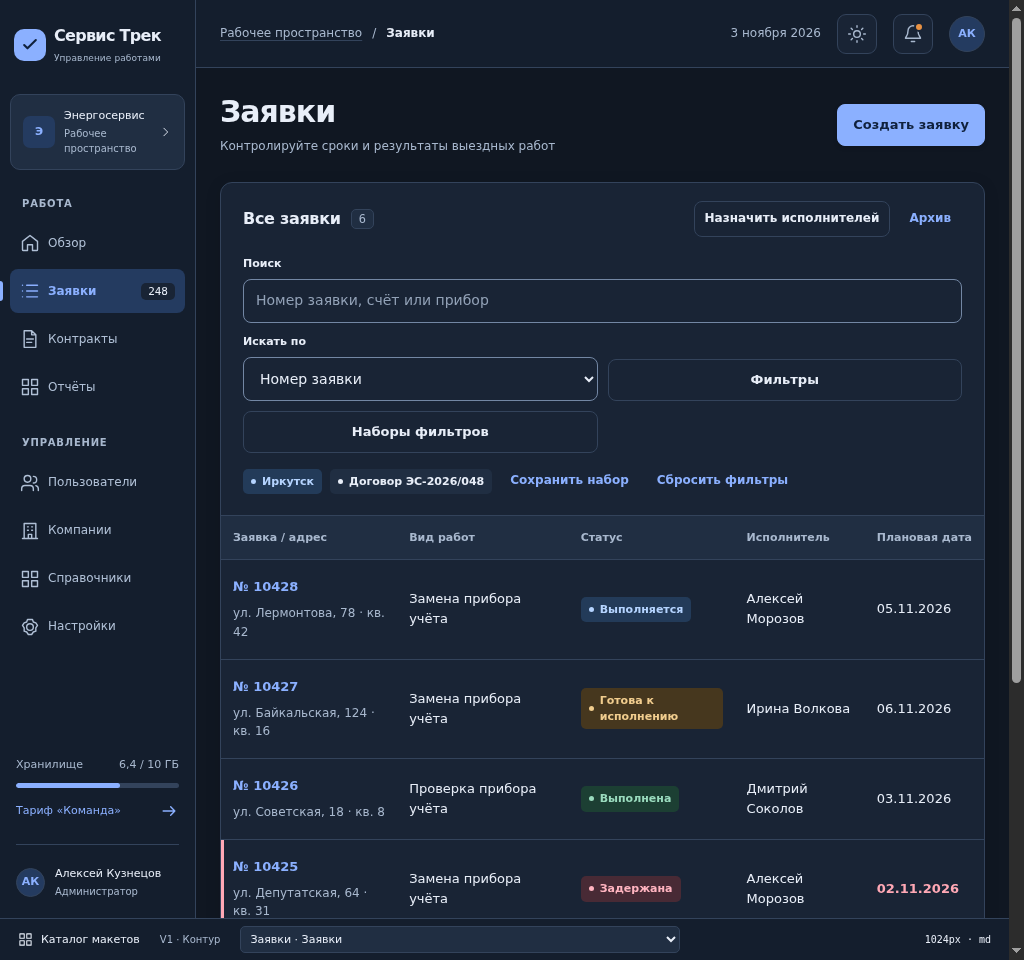 Сервис Трек
Управление работами
Э
Энергосервис
Рабочее
пространство
РАБОТА
Обзор
Заявки 248
Контракты
Отчёты
УПРАВЛЕНИЕ
Пользователи
Компании
Справочники
Настройки
Хранилище 6,4 / 10 ГБ
Тариф «Команда»
АК
Алексей Кузнецов
Администратор
Рабочее пространство / Заявки
3 ноября 2026
АК
Заявки
Контролируйте сроки и результаты выездных работ
Создать заявку
Все заявки 6
Назначить исполнителей
Архив
Поиск
Номер заявки, счёт или прибор
Искать по
Номер заявки
Фильтры
Наборы фильтров
Иркутск
Договор ЭС-2026/048
Сохранить набор
Сбросить фильтры
Заявка / адрес Вид работ Статус Исполнитель Плановая дата
№ 10428
ул. Лермонтова, 78 · кв.
42
Замена прибора
учёта
Выполняется
Алексей
Морозов
05.11.2026
№ 10427
ул. Байкальская, 124 ·
кв. 16
Замена прибора
учёта
Готова к
исполнению
Ирина Волкова
06.11.2026
№ 10426
ул. Советская, 18 · кв. 8
Проверка прибора
учёта
Выполнена
Дмитрий
Соколов
03.11.2026
№ 10425
ул. Депутатская, 64 ·
кв. 31
Замена прибора
учёта
Задержана
Алексей
Морозов
02.11.2026
Каталог макетов
V1 · Контур
Заявки · Заявки
1024px · md